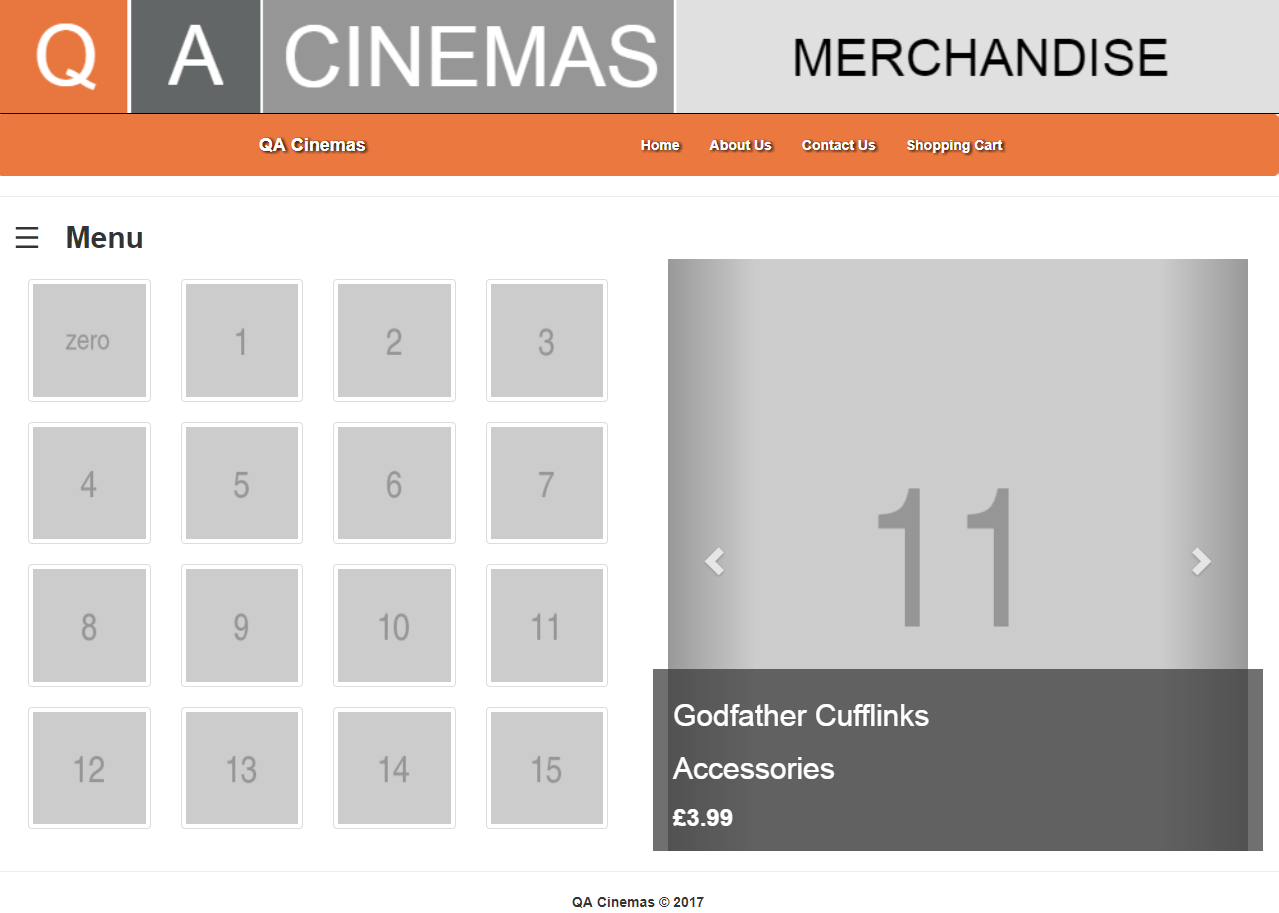 QA CINEMAS MERCHANDISE
QA Cinemas Home About Us Contact Us Shopping Cart
☰ Menu
zero 1 2 3
4 5 6 7
8 9 10 11
12 13 14 15
11
Godfather Cufflinks
Accessories
£3.99
QA Cinemas © 2017